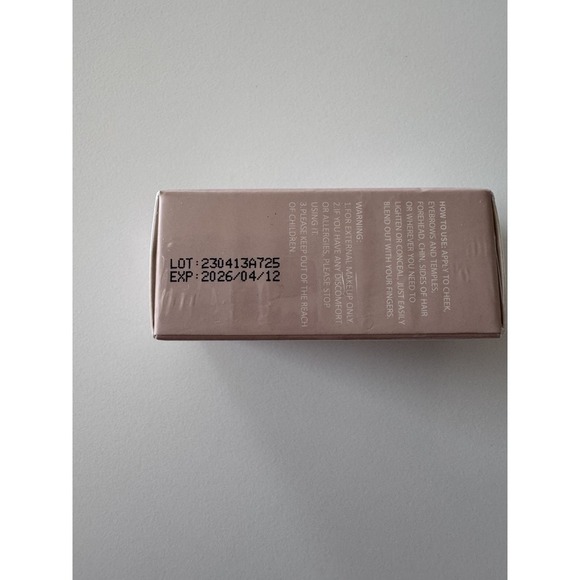 LOT:230413A725
EXP:2026/04/12
HOW TO USE: APPLY TO CHEEK,
EYEBROWS AND TEMPLES,
FOREHEAD, CHIN, SIDES OF HAIR
OR WHEREVER YOU NEED TO
LIGHTEN OR CONCEAL, JUST EASILY
BLEND OUT WITH YOUR FINGERS.
WARNING:
1.FOR EXTERNAL MAKEUP ONLY.
2.IF YOU HAVE ANY DISCOMFORT
OR ALLERGIES, PLEASE STOP
USING IT.
3.PLEASE KEEP OUT OF THE REACH
OF CHILDREN.